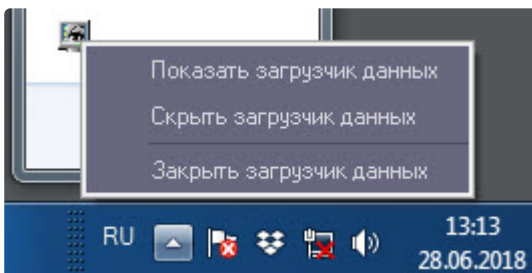 Показать загрузчик данных
Скрыть загрузчик данных
Закрыть загрузчик данных
RU
13:13
28.06.2018